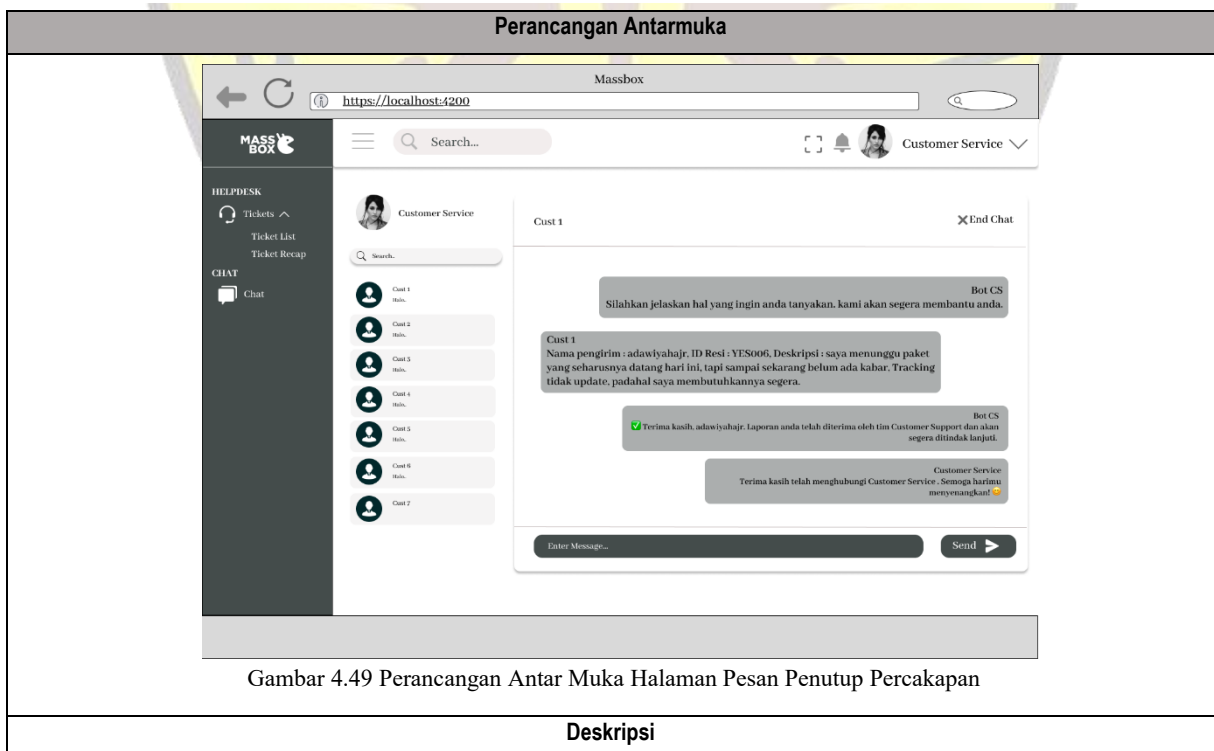 Perancangan Antarmuka
Massbox
https://localhost:4200
MASS
BOX
Search...
Customer Service
HELPDESK
Tickets
Ticket List
Ticket Recap
CHAT
Chat
Customer Service
Search..
Cust 1
Halo..
Cust 2
Halo..
Cust 3
Halo..
Cust 4
Halo..
Cust 5
Halo..
Cust 6
Halo..
Cust 7
Cust 1
End Chat
Bot CS
Silahkan jelaskan hal yang ingin anda tanyakan. kami akan segera membantu anda.
Cust 1
Nama pengirim : adawiyahajr, ID Resi : YES006, Deskripsi : saya menunggu paket
yang seharusnya datang hari ini, tapi sampai sekarang belum ada kabar, Tracking
tidak update, padahal saya membutuhkannya segera.
Bot CS
✅ Terima kasih, adawiyahajr. Laporan anda telah diterima oleh tim Customer Support dan akan
segera ditindak lanjuti.
Customer Service
Terima kasih telah menghubungi Customer Service . Semoga harimu
menyenangkan! 😊
Enter Message...
Send
Gambar 4.49 Perancangan Antar Muka Halaman Pesan Penutup Percakapan
Deskripsi